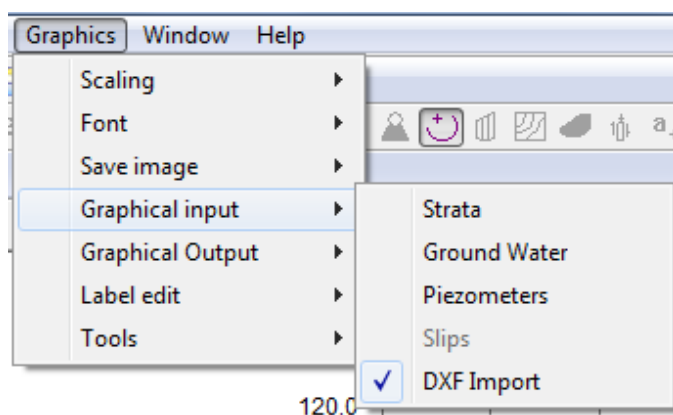 Graphics Window Help
Scaling
Font
Save image
Graphical input
Graphical Output
Label edit
Tools
Strata
Ground Water
Piezometers
Slips
DXF Import
120.0
a